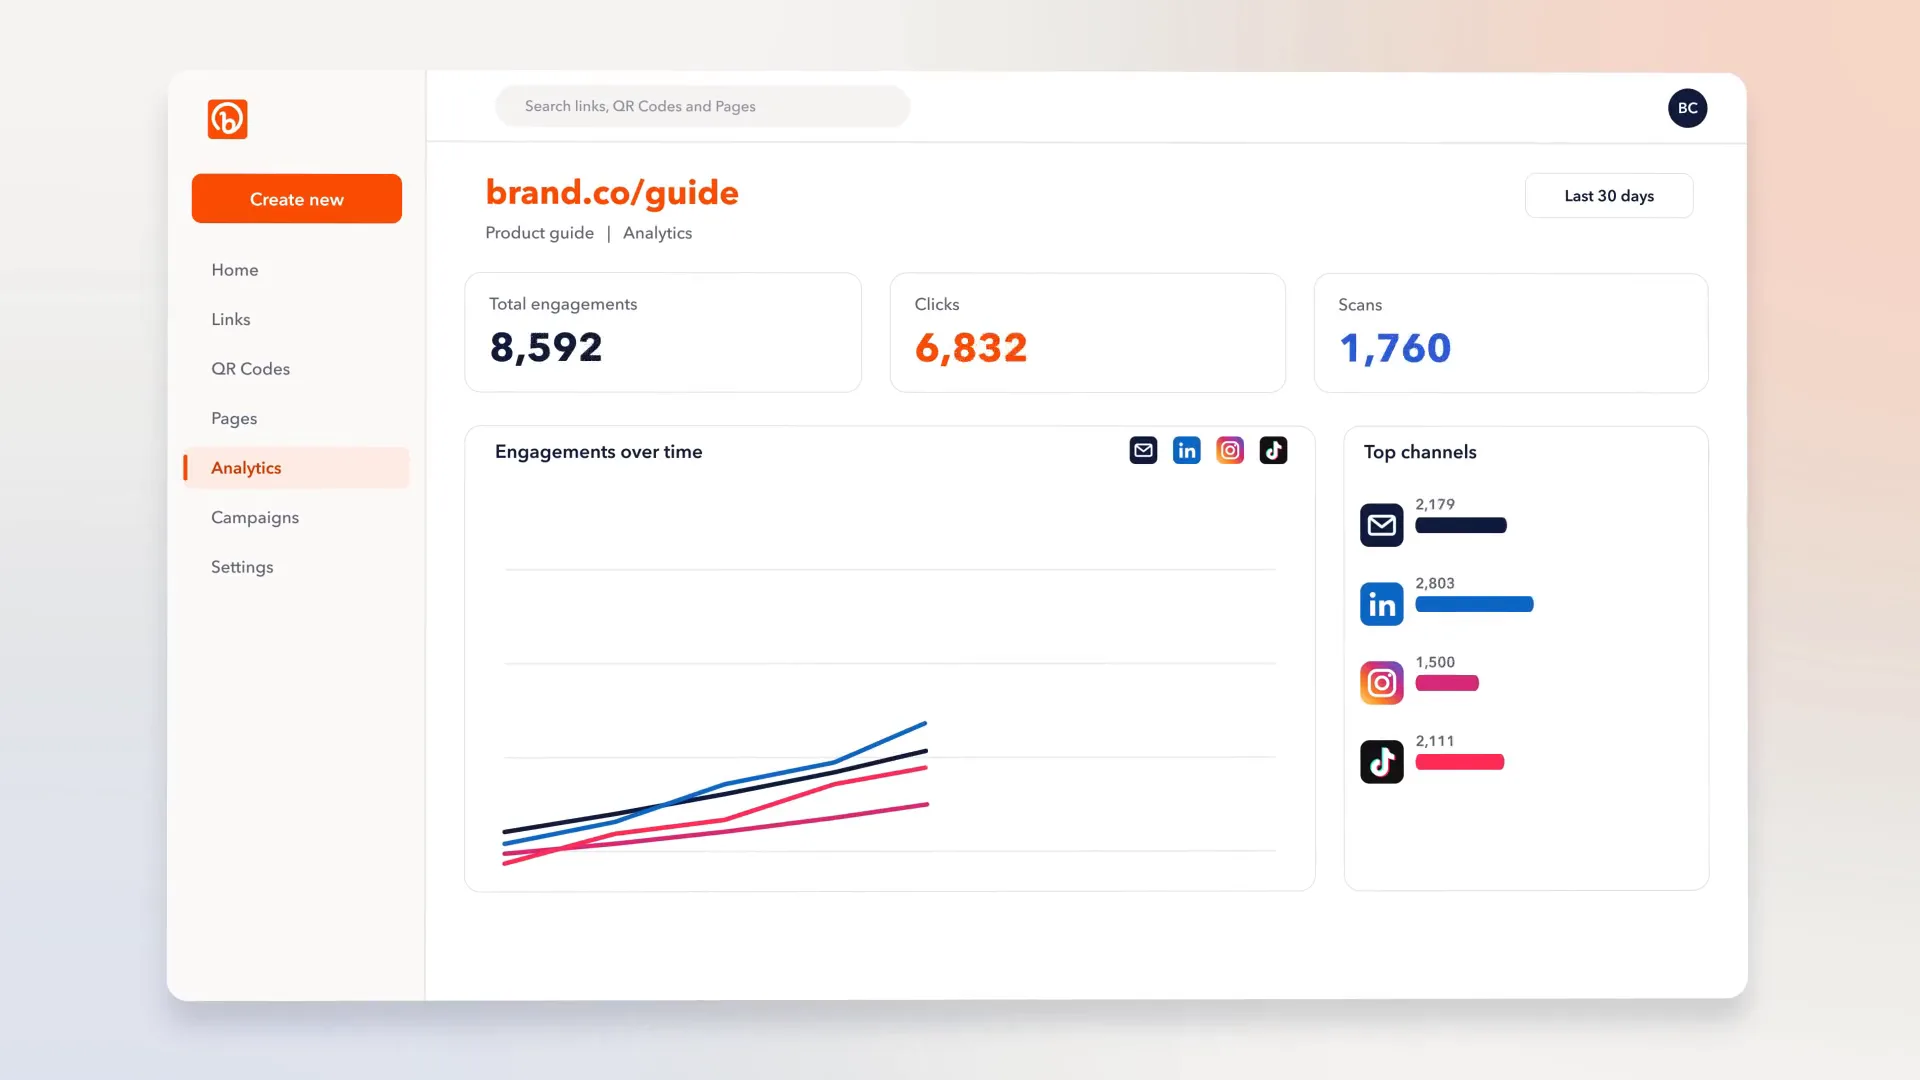 Search links, QR Codes and Pages
BC
Create new
Home
Links
QR Codes
Pages
Analytics
Campaigns
Settings
brand.co/guide
Product guide | Analytics
Last 30 days
Total engagements
8,592
Clicks
6,832
Scans
1,760
Engagements over time
in
Top channels
2,179
in
2,803
1,500
2,111